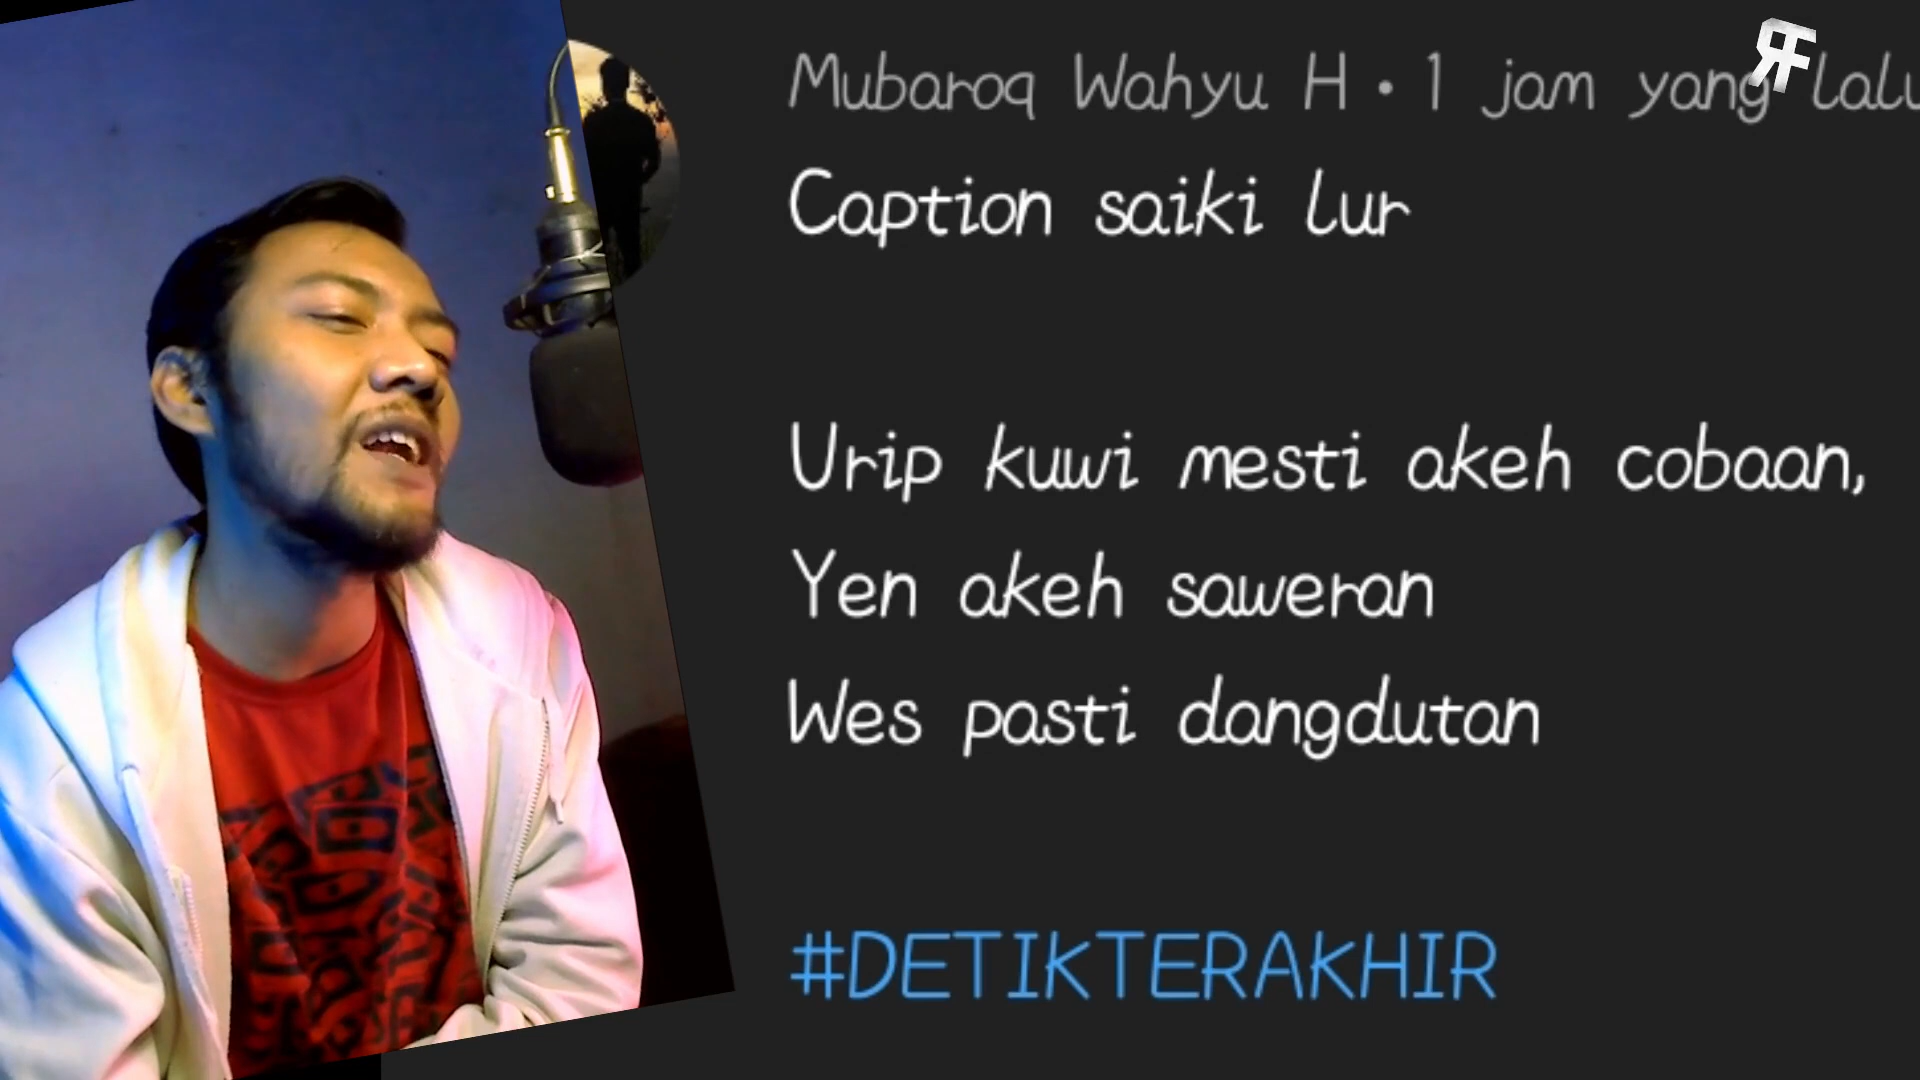 RF
Mubaroq Wahyu H • 1 jam yang lalu
Caption saiki lur
Urip kuwi mesti akeh cobaan,
Yen akeh saweran
Wes pasti dangdutan
#DETIKTERAKHIR